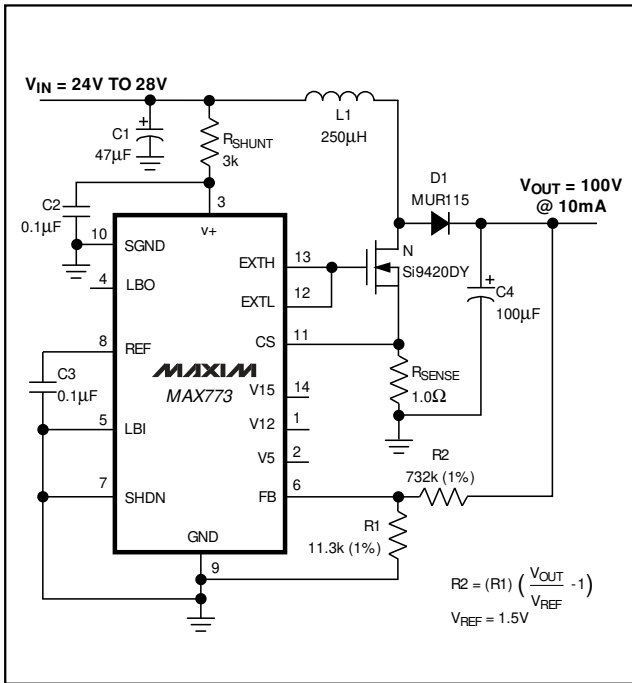 VIN = 24V TO 28V
C1
47µF
RSHUNT
3k
L1
250µH
D1
MUR115
VOUT = 100V
@ 10mA
C2
0.1µF
3
V+
10
SGND
EXTH
13
N
Si9420DY
4
LBO
EXTL
12
C4
100µF
CS
11
8
REF
MAXIM
MAX773
RSENSE
1.0Ω
C3
0.1µF
V15
14
5
LBI
V12
1
V5
2
R2
732k (1%)
7
SHDN
FB
6
R1
11.3k (1%)
GND
9
R2 = (R1) ( VOUT / VREF -1)
VREF = 1.5V